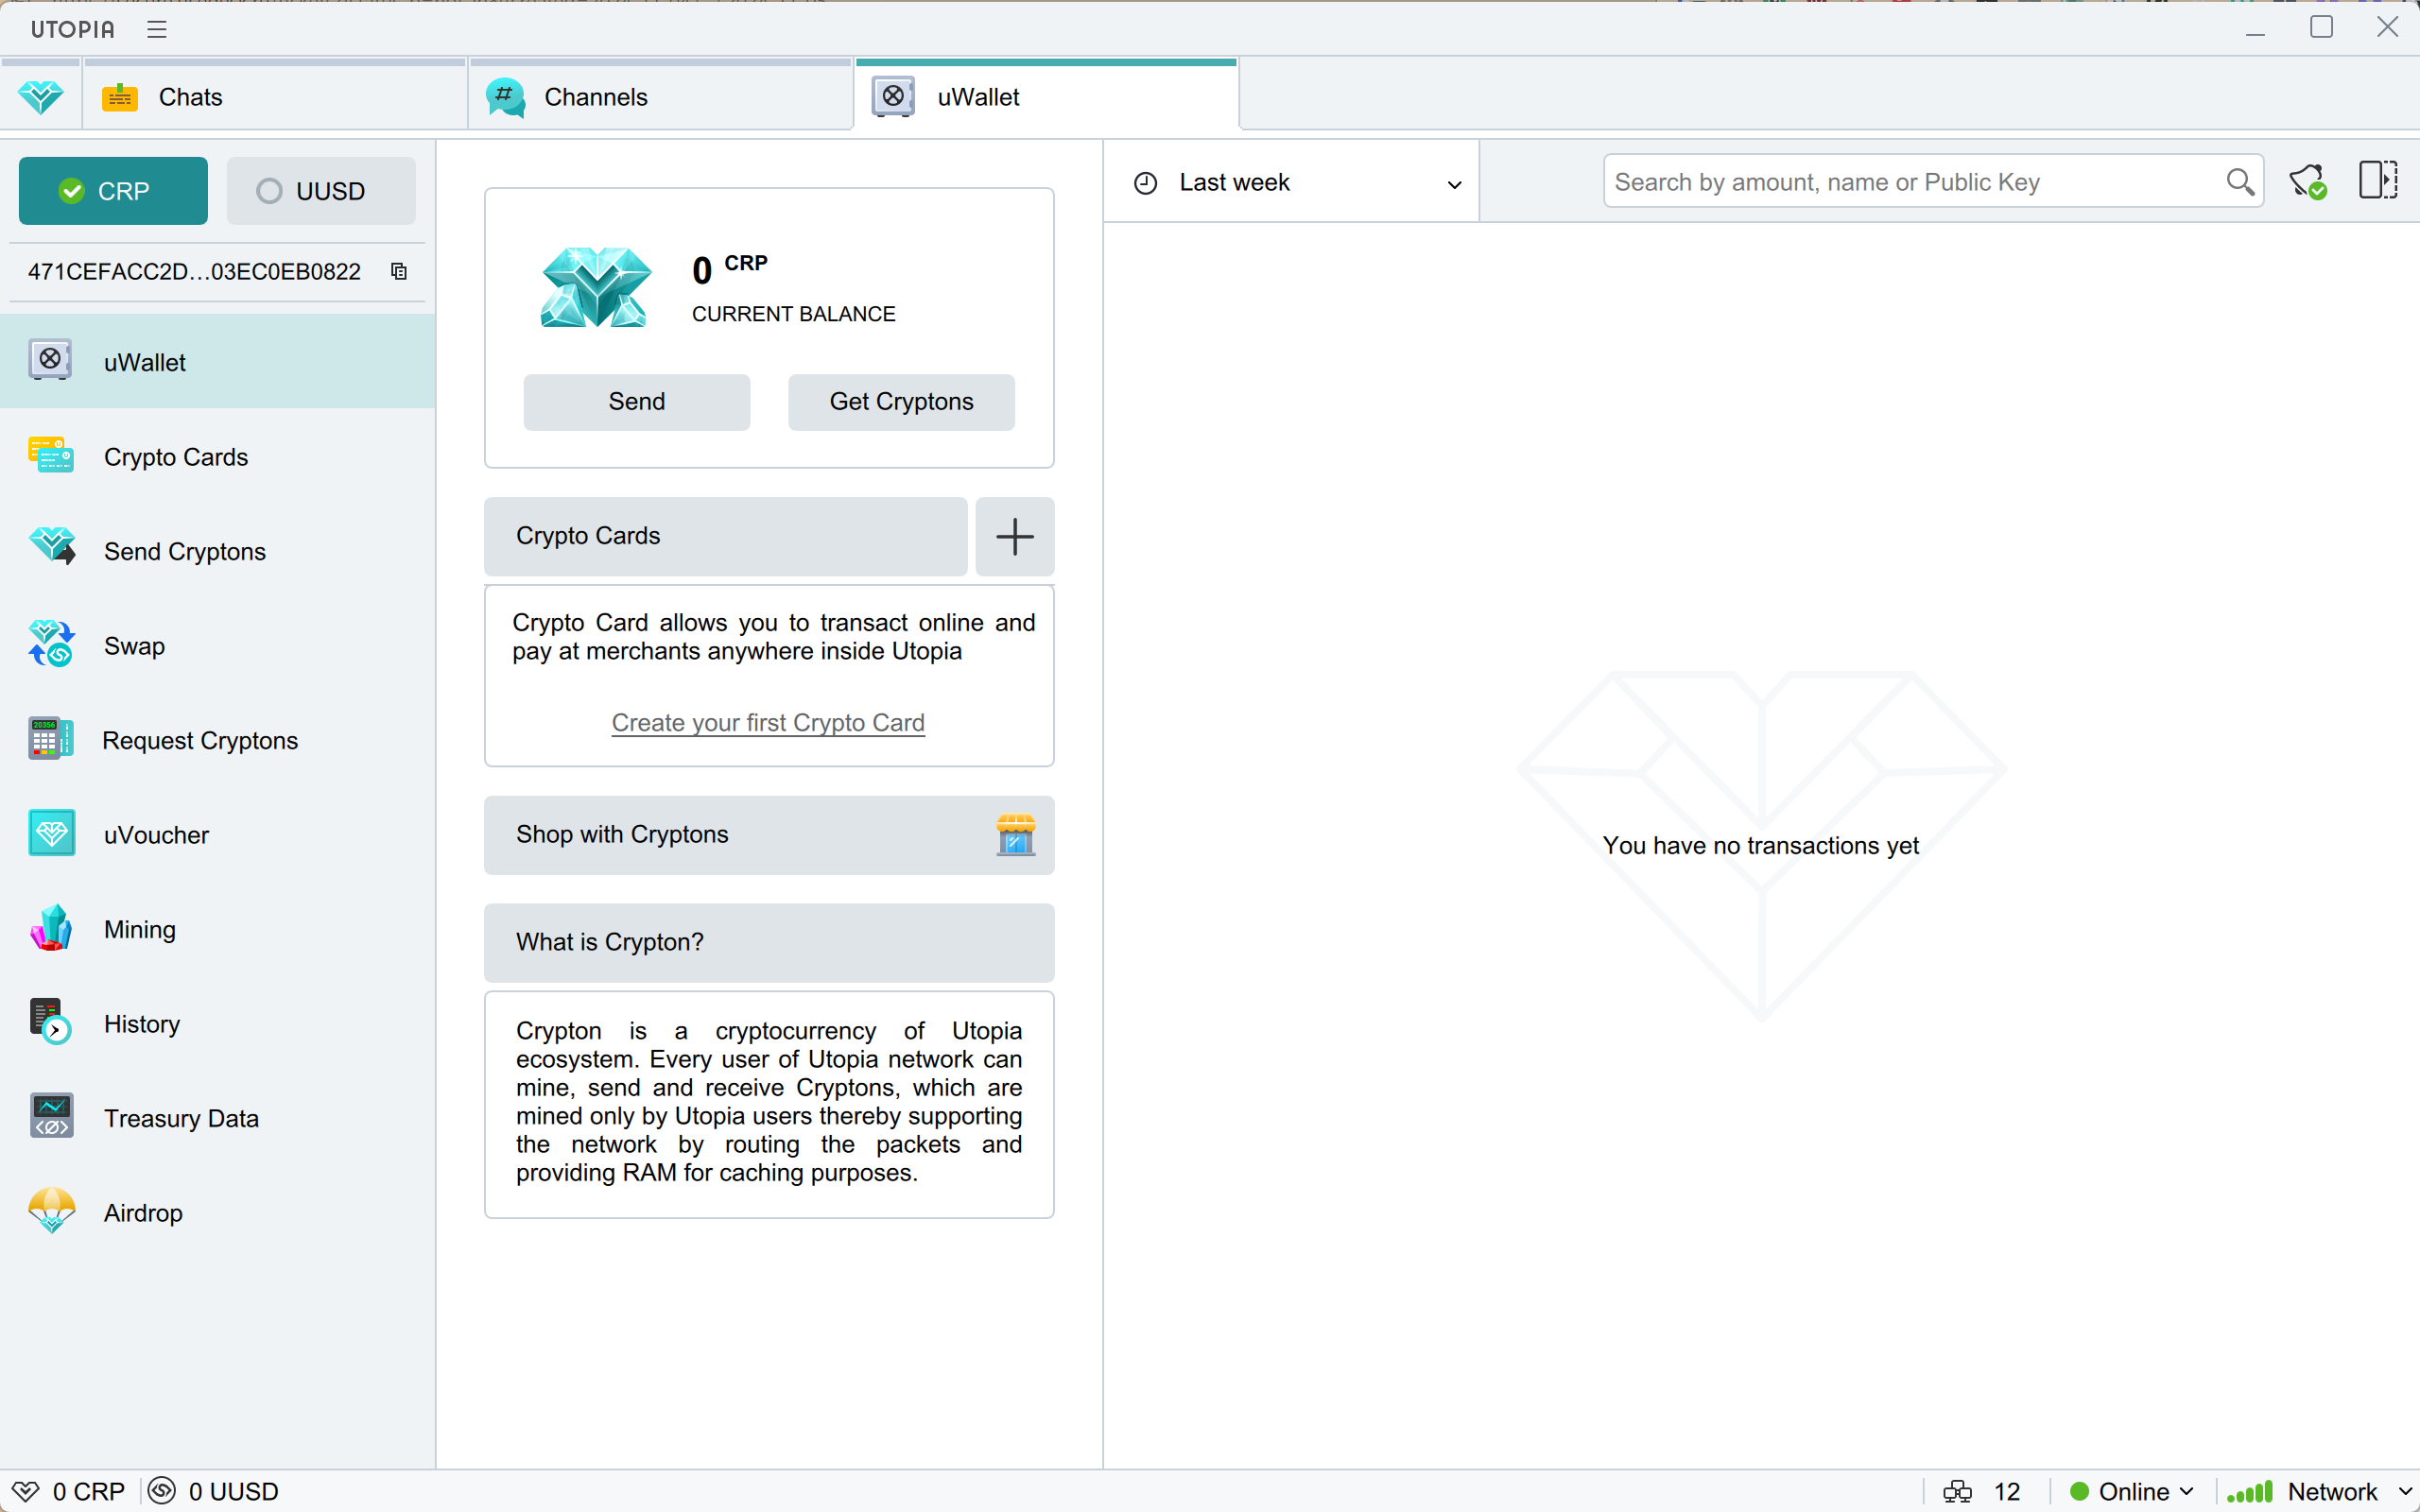 UTOPIA
Chats
Channels
uWallet
CRP
UUSD
471CEFACC2D...03EC0EB0822
uWallet
Crypto Cards
Send Cryptons
Swap
20356
Request Cryptons
uVoucher
Mining
History
Treasury Data
Airdrop
0 CRP
CURRENT BALANCE
Send
Get Cryptons
Crypto Cards
Crypto Card allows you to transact online and
pay at merchants anywhere inside Utopia
Create your first Crypto Card
Shop with Cryptons
What is Crypton?
Crypton is a cryptocurrency of Utopia
ecosystem. Every user of Utopia network can
mine, send and receive Cryptons, which are
mined only by Utopia users thereby supporting
the network by routing the packets and
providing RAM for caching purposes.
Last week
Search by amount, name or Public Key
You have no transactions yet
0 CRP
0 UUSD
12
Online
Network